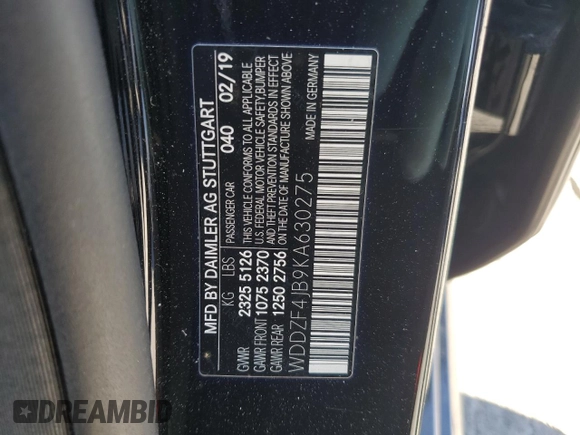 MFD BY DAIMLER AG STUTTGART
KG LBS PASSENGER CAR 040 02/19
GVWR 2325 5126 THIS VEHICLE CONFORMS TO ALL APPLICABLE
GAWR FRONT 1075 2370 U.S. FEDERAL MOTOR VEHICLE SAFETY, BUMPER
GAWR REAR 1250 2756 AND THEFT PREVENTION STANDARDS IN EFFECT
ON THE DATE OF MANUFACTURE SHOWN ABOVE
WDDZF4JB9KA630275 MADE IN GERMANY
DREAMBID